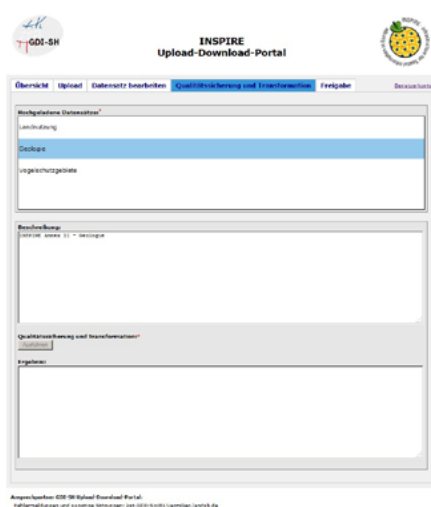 GDI-SH
INSPIRE
Upload-Download-Portal
Übersicht Upload Datensatz bearbeiten Qualitätssicherung und Transformation Freigabe
Hochgeladene Datensätze:*
Landnutzung
Geologie
Vogelschutzgebiete
Beschreibung:
INSPIRE Annex II - Geologie
Qualitätssicherung und Transformation:*
Ausführen
Ergebnis:
Ansprechpartner GDI-SH Upload-Download-Portal: